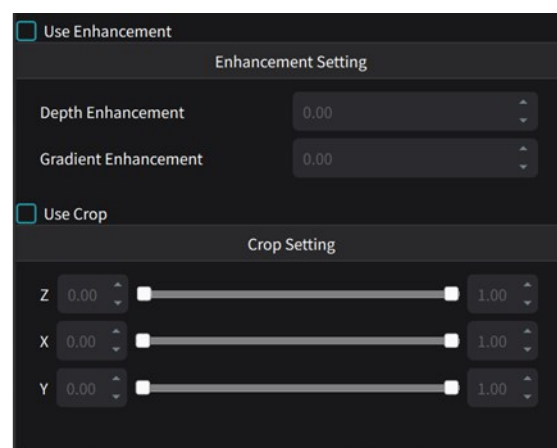 Use Enhancement
Enhancement Setting
Depth Enhancement 0.00
Gradient Enhancement 0.00
Use Crop
Crop Setting
Z 0.00 1.00
X 0.00 1.00
Y 0.00 1.00